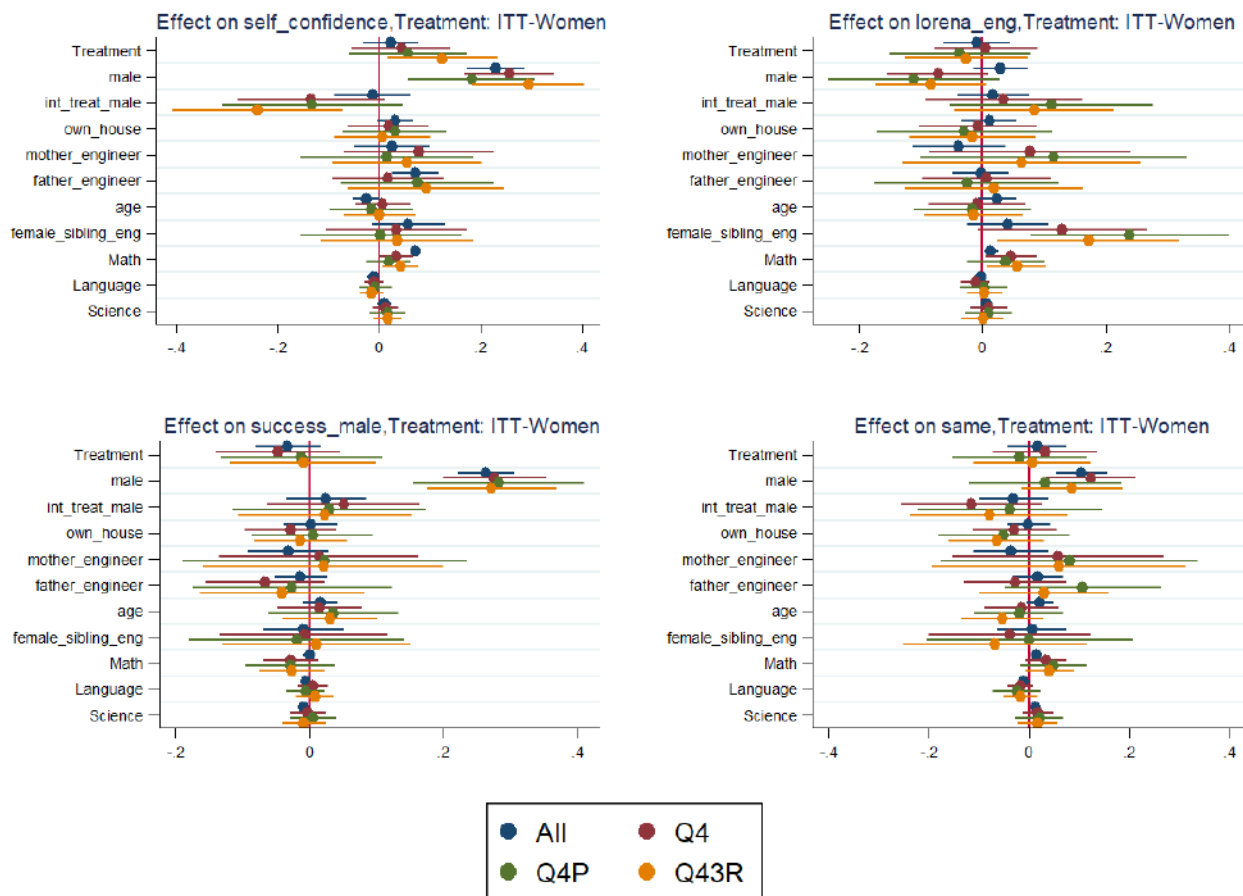 Effect on self_confidence,Treatment: ITT-Women
Treatment
male
int_treat_male
own_house
mother_engineer
father_engineer
age
female_sibling_eng
Math
Language
Science
-.4 -.2 0 .2 .4
Effect on lorena_eng,Treatment: ITT-Women
Treatment
male
int_treat_male
own_house
mother_engineer
father_engineer
age
female_sibling_eng
Math
Language
Science
-.2 0 .2 .4
Effect on success_male,Treatment: ITT-Women
Treatment
male
int_treat_male
own_house
mother_engineer
father_engineer
age
female_sibling_eng
Math
Language
Science
-.2 0 .2 .4
Effect on same,Treatment: ITT-Women
Treatment
male
int_treat_male
own_house
mother_engineer
father_engineer
age
female_sibling_eng
Math
Language
Science
-.4 -.2 0 .2 .4
All Q4
Q4P Q43R